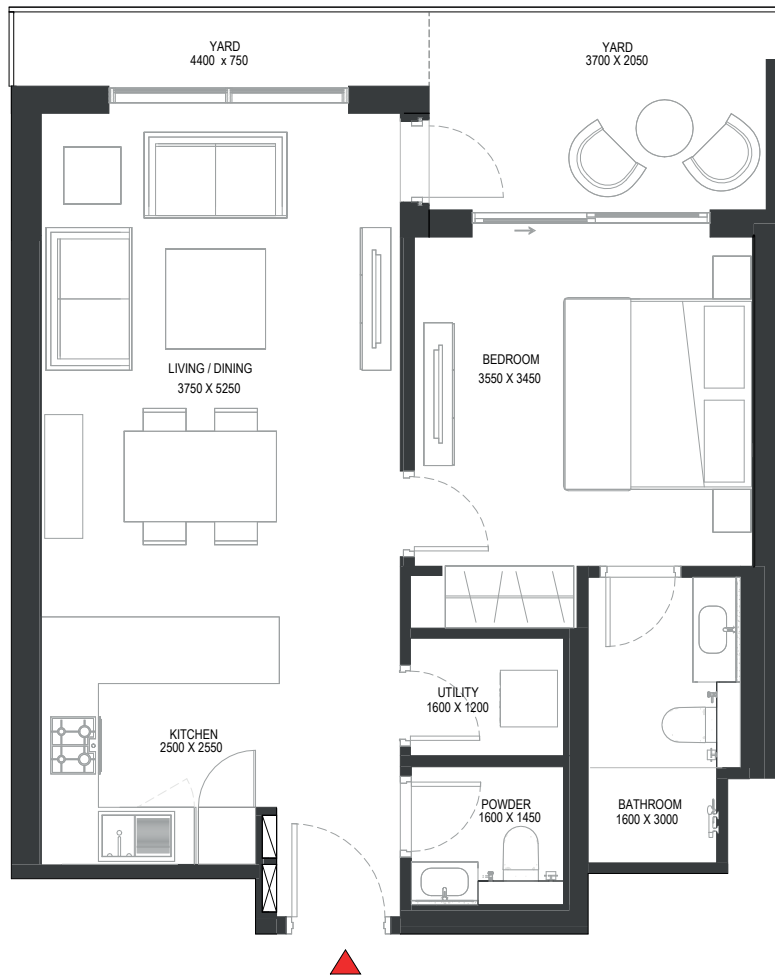 YARD
4400 x 750
YARD
3700 X 2050
LIVING / DINING
3750 X 5250
BEDROOM
3550 X 3450
UTILITY
1600 X 1200
KITCHEN
2500 X 2550
POWDER
1600 X 1450
BATHROOM
1600 X 3000